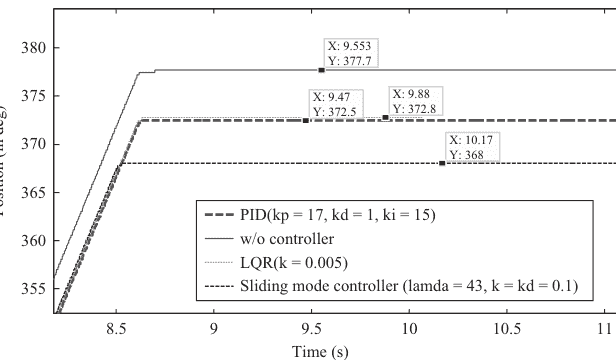 380
375
370
365
360
355
X: 9.553
Y: 377.7
X: 9.47
Y: 372.5
X: 9.88
Y: 372.8
X: 10.17
Y: 368
PID(kp = 17, kd = 1, ki = 15)
w/o controller
LQR(k = 0.005)
Sliding mode controller (lamda = 43, k = kd = 0.1)
8.5 9 9.5 10 10.5 11
Time (s)
Position (in deg)